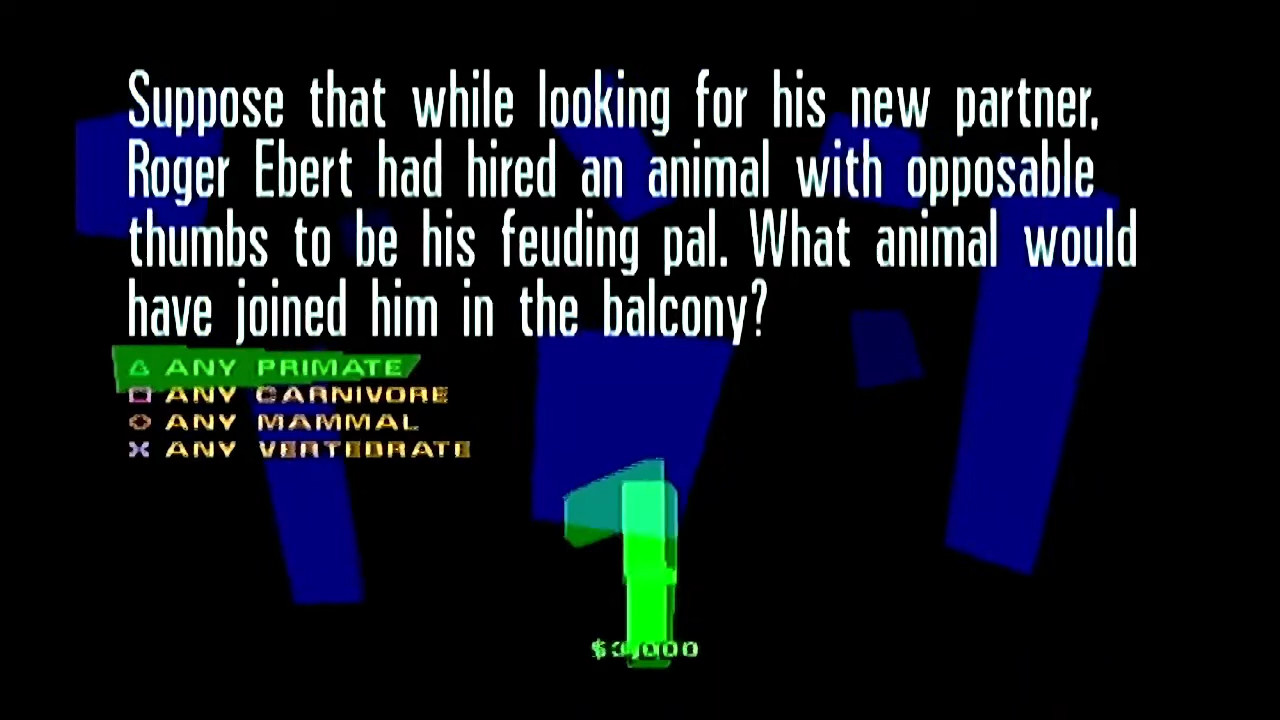 Suppose that while looking for his new partner,
Roger Ebert had hired an animal with opposable
thumbs to be his feuding pal. What animal would
have joined him in the balcony?
△ ANY PRIMATE
□ ANY CARNIVORE
○ ANY MAMMAL
X ANY VERTEBRATE
1
$3,000